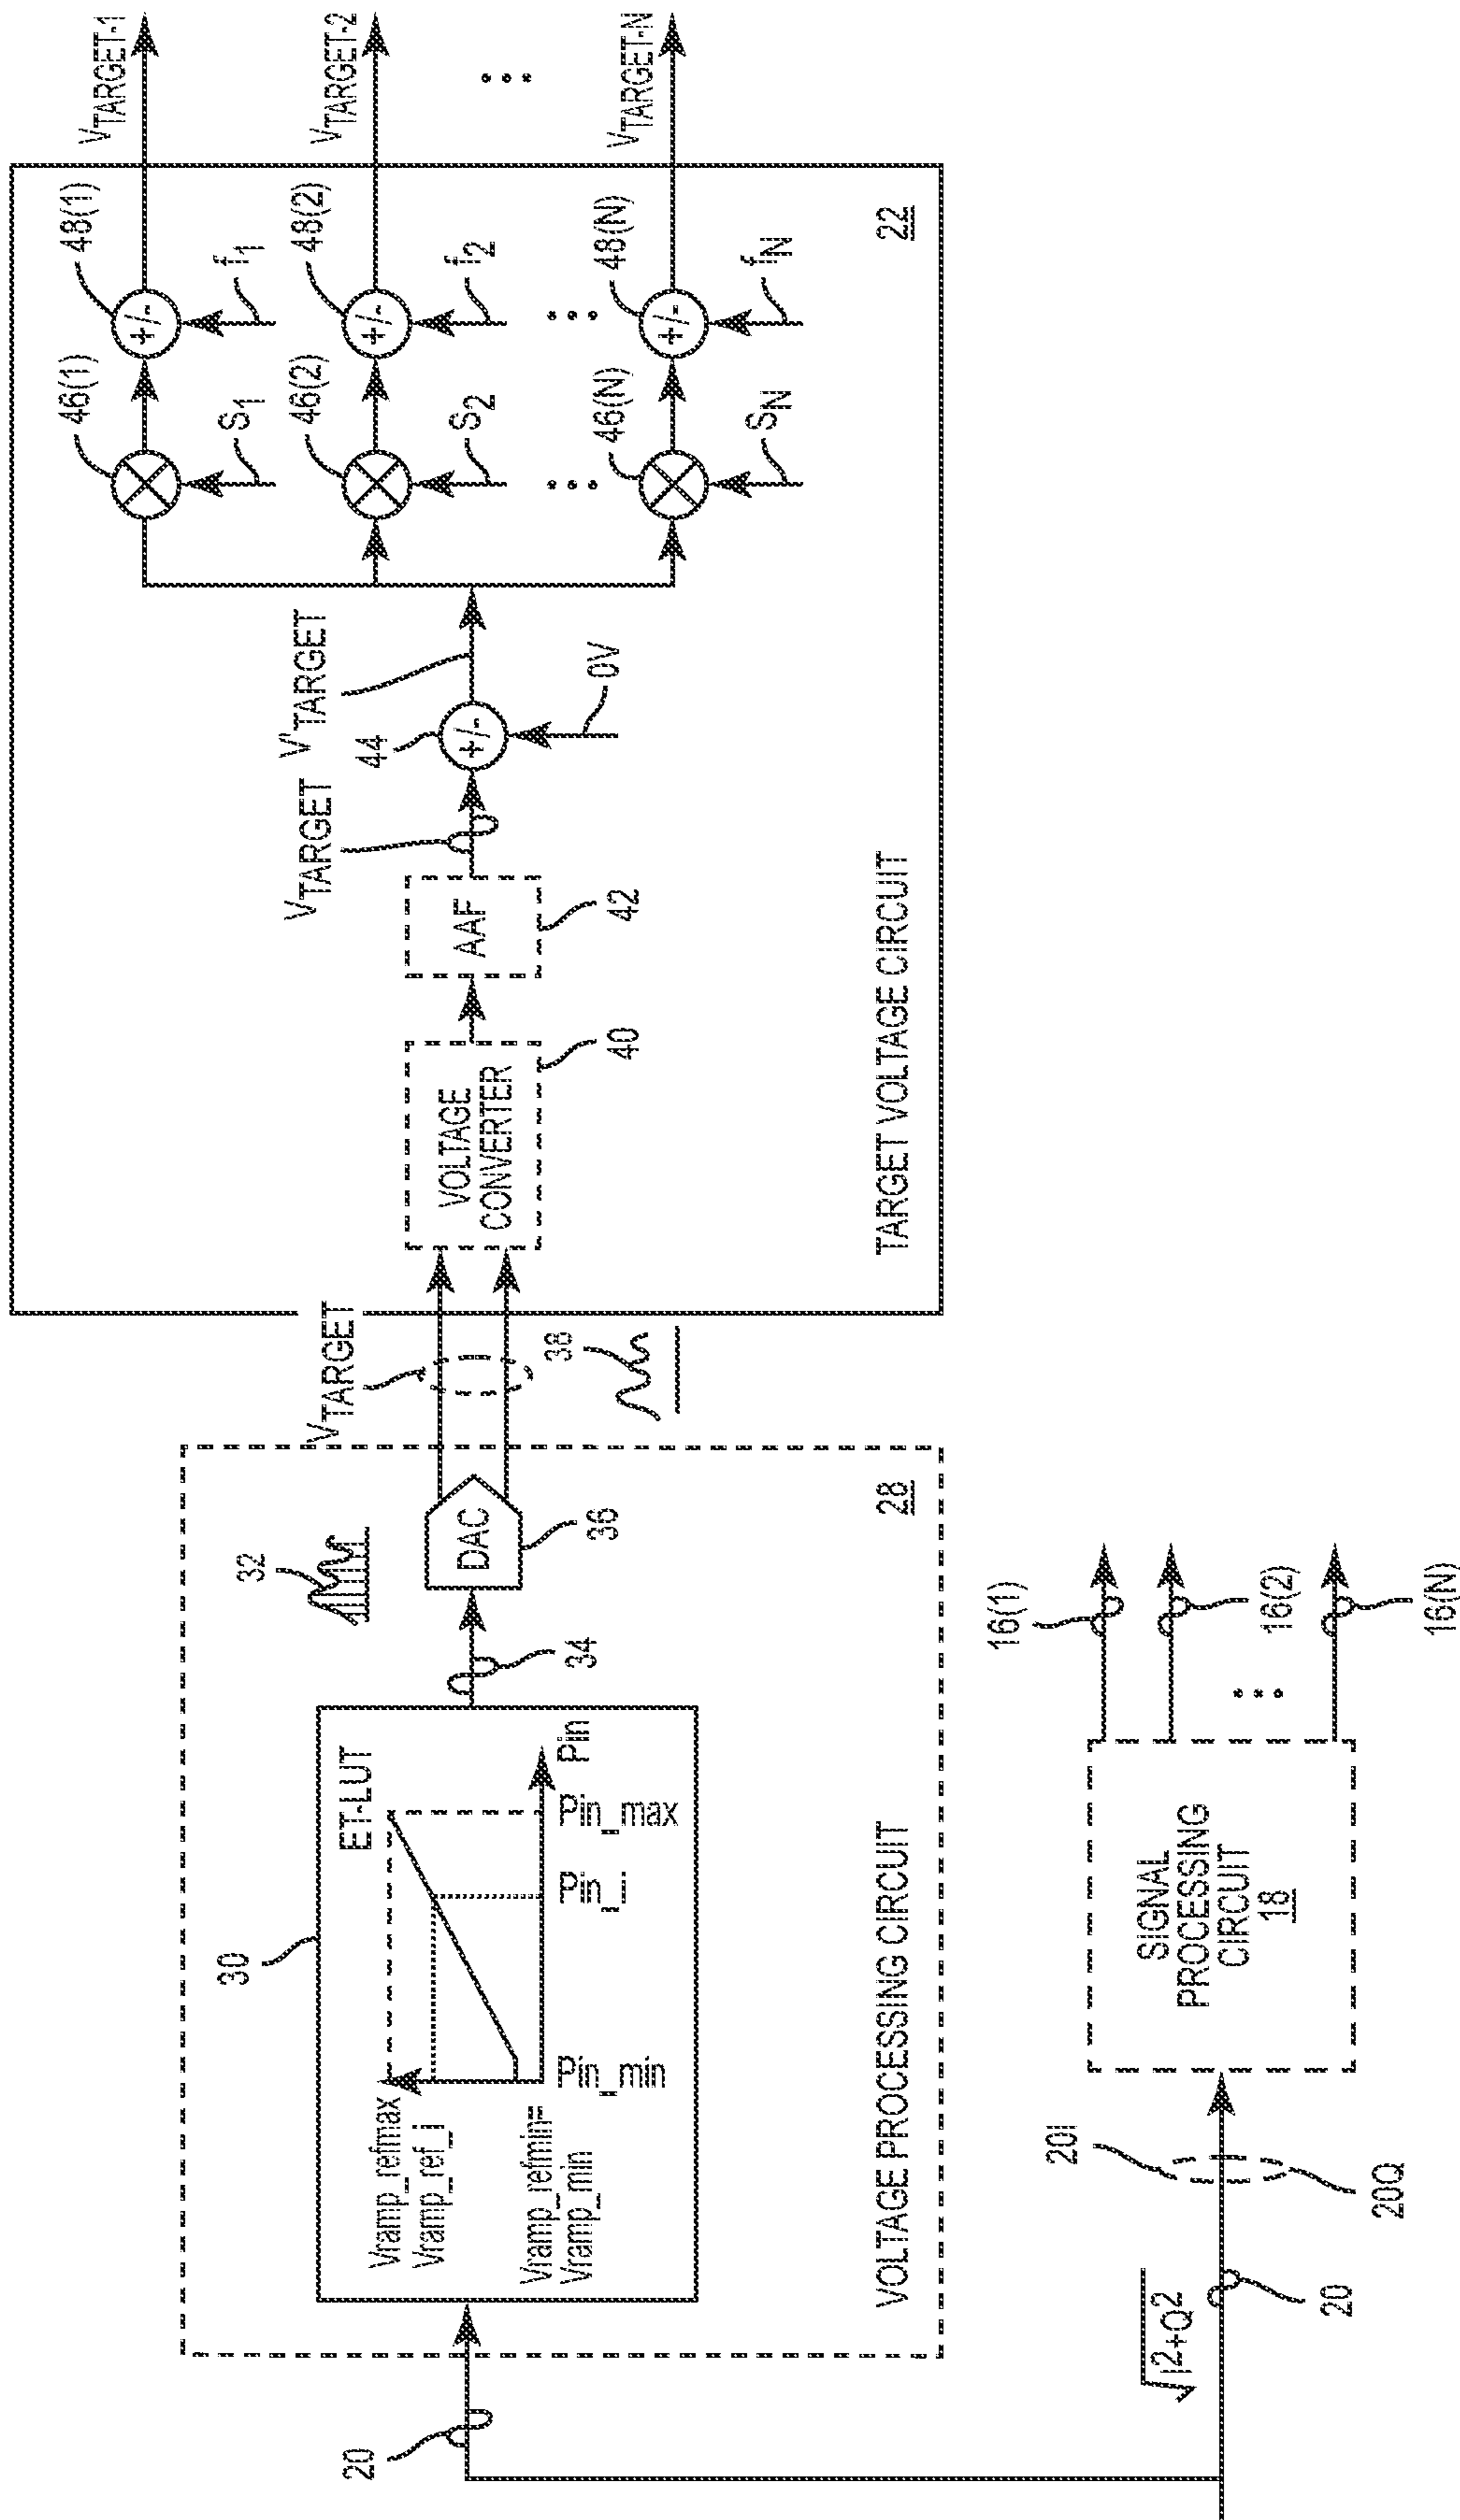 20
30
ET-LUT
Vramp_refmax
Vramp_ref_i
Vramp_refmin=
Vramp_min
Pin_min
Pin_i
Pin_max
Pin
34
32
DAC
36
VOLTAGE PROCESSING CIRCUIT
28
VTARGET
38
VOLTAGE
CONVERTER
40
AAF
42
VTARGET
44
+/-
V'TARGET
0V
46(1)
S1
48(1)
+/-
f1
VTARGET-1
46(2)
S2
48(2)
+/-
f2
VTARGET-2
46(N)
SN
48(N)
+/-
fN
VTARGET-N
TARGET VOLTAGE CIRCUIT
22
√I2+Q2
20
20I
20Q
SIGNAL
PROCESSING
CIRCUIT
18
16(1)
16(2)
16(N)